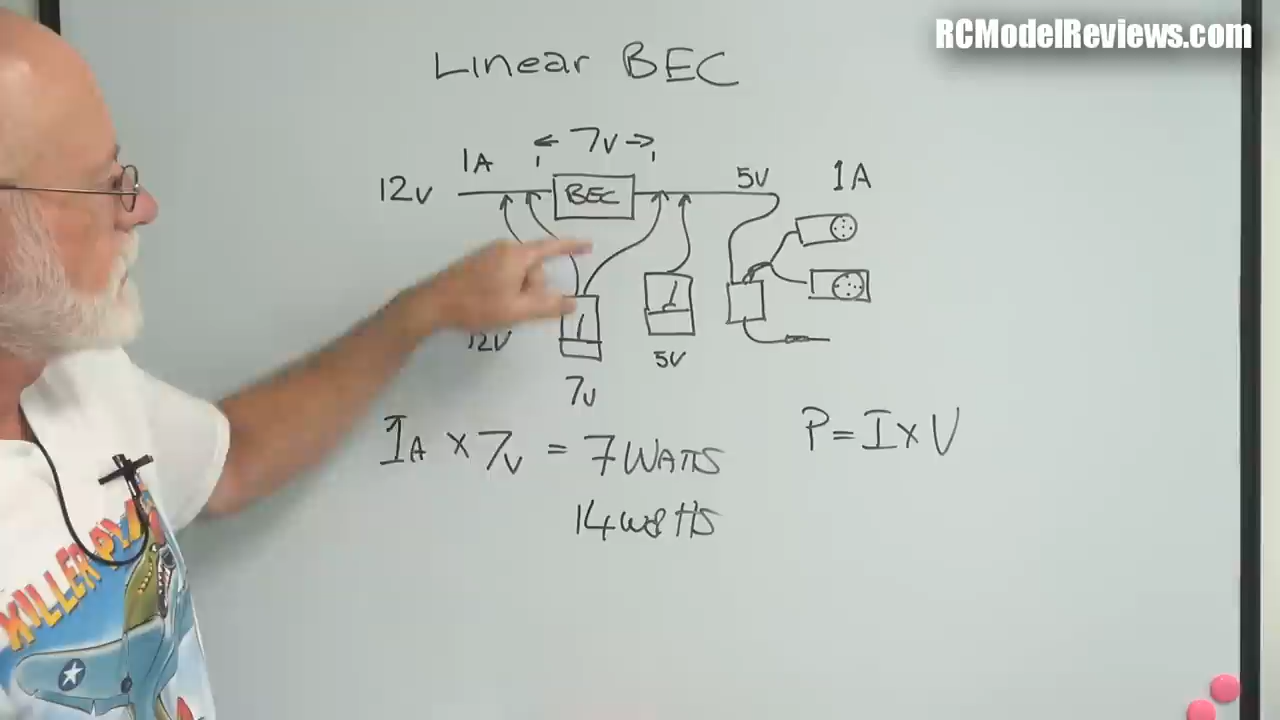 RCModelReviews.com
Linear BEC
7V
1A
12V
BEC
5V
1A
12V
5V
7V
1A × 7V = 7 WATTS
P = I × V
14 watts
KILLER